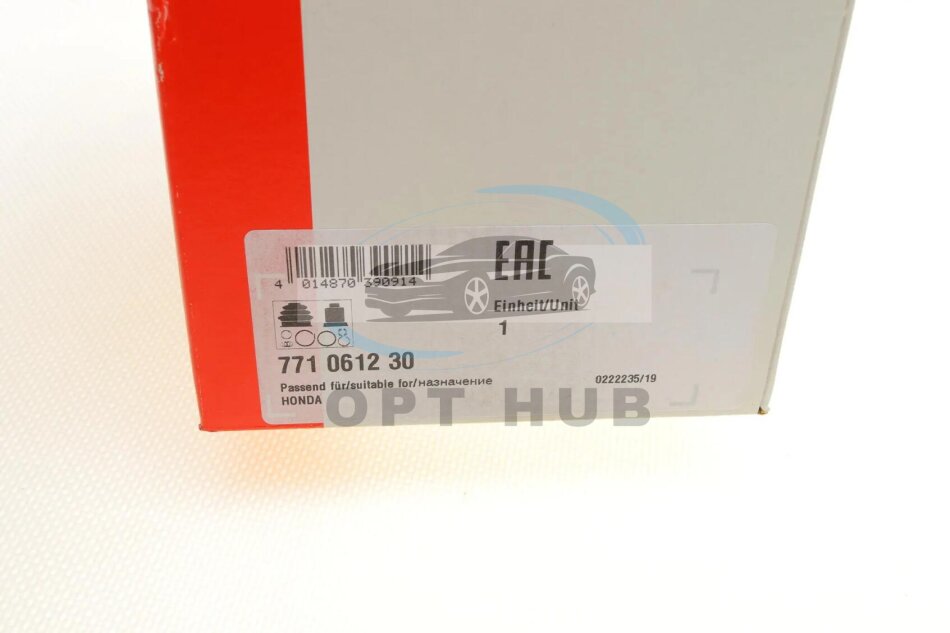 EAC
4 014870 390914
Einheit/Unit
1
771 0612 30
Passend für/suitable for/назначение
0222235/19
HONDA
OPT HUB